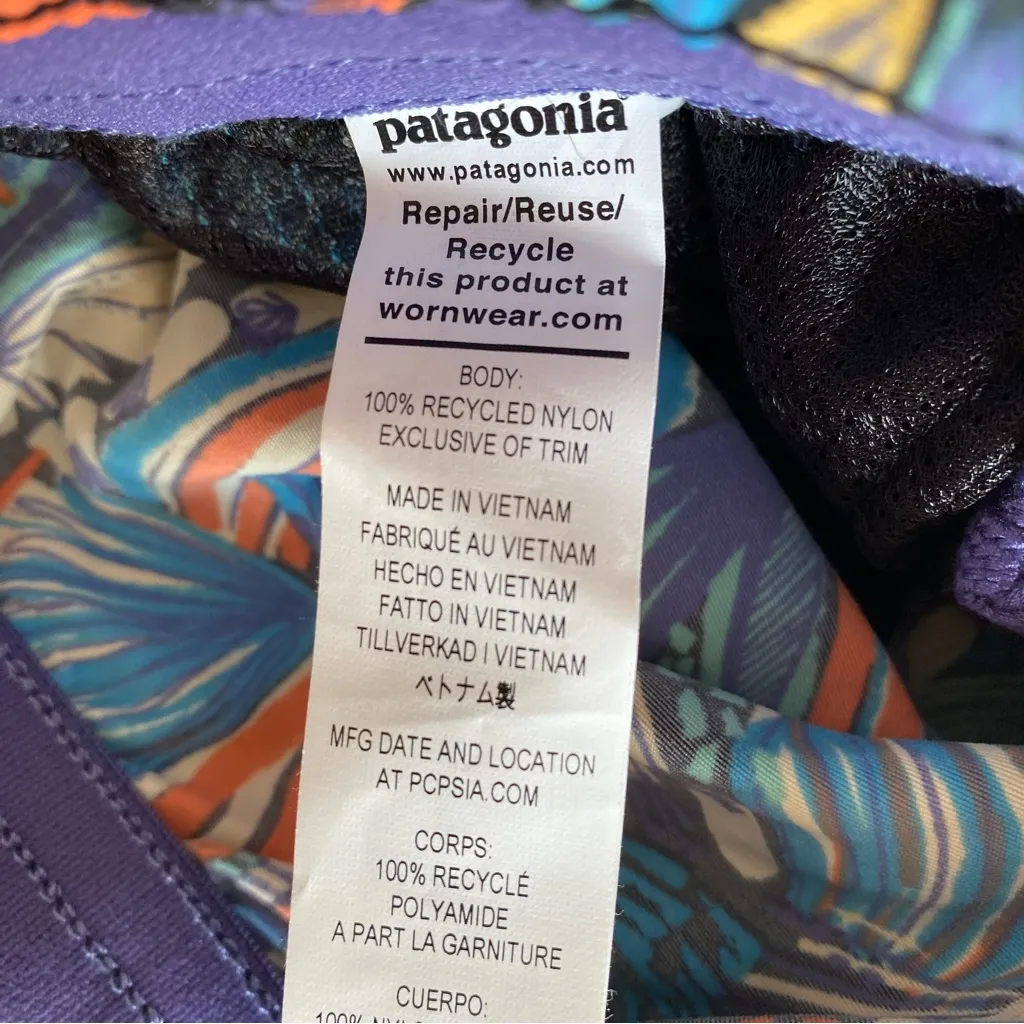 patagonia
www.patagonia.com
Repair/Reuse/
Recycle
this product at
wornwear.com
BODY:
100% RECYCLED NYLON
EXCLUSIVE OF TRIM
MADE IN VIETNAM
FABRIQUÉ AU VIETNAM
HECHO EN VIETNAM
FATTO IN VIETNAM
TILLVERKAD I VIETNAM
ベトナム製
MFG DATE AND LOCATION
AT PCPSIA.COM
CORPS:
100% RECYCLÉ
POLYAMIDE
A PART LA GARNITURE
CUERPO:
100%